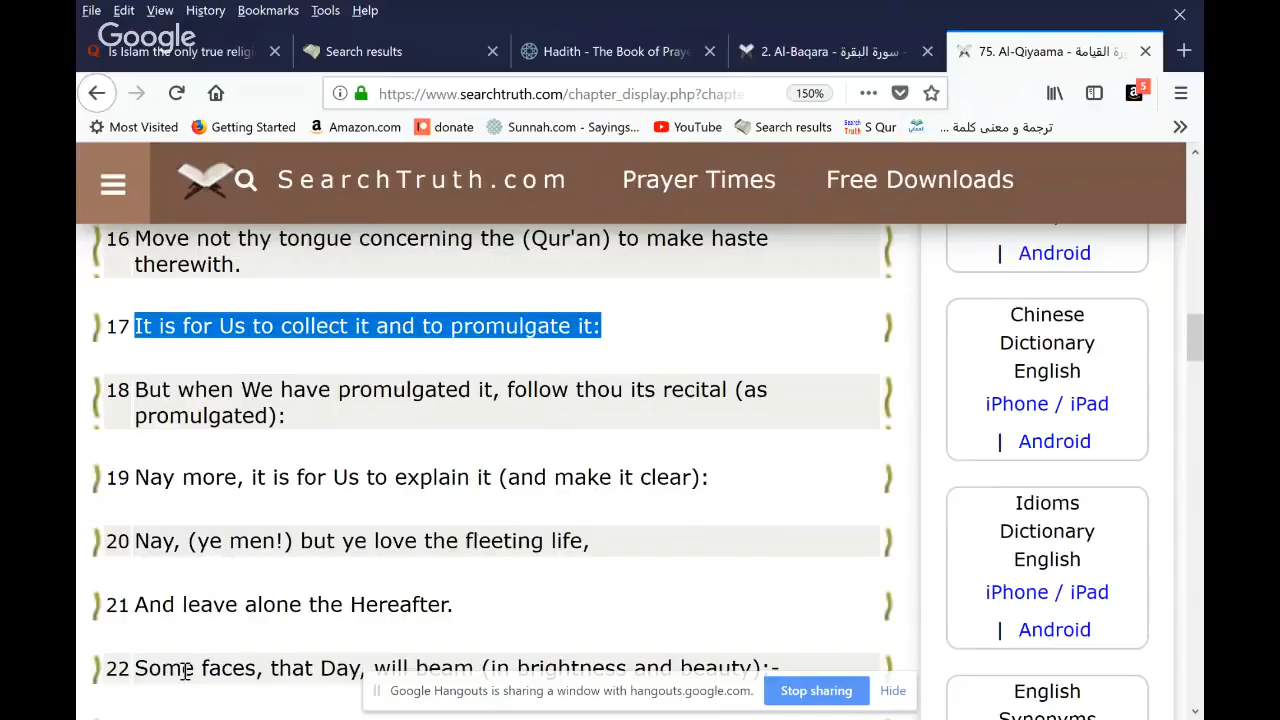 File Edit View History Bookmarks Tools Help
Google
Is Islam the only true relig
Search results
Hadith - The Book of Praye
2. Al-Baqara - سورة البقرة
75. Al-Qiyaama - سورة القيامة
https://www.searchtruth.com/chapter_display.php?chapte
150%
5
Most Visited Getting Started Amazon.com donate Sunnah.com - Sayings... YouTube Search results S Qur ترجمة و معنى كلمة ...
SearchTruth.com Prayer Times Free Downloads
16 Move not thy tongue concerning the (Qur'an) to make haste
therewith.
17 It is for Us to collect it and to promulgate it:
18 But when We have promulgated it, follow thou its recital (as
promulgated):
19 Nay more, it is for Us to explain it (and make it clear):
20 Nay, (ye men!) but ye love the fleeting life,
21 And leave alone the Hereafter.
22 Some faces, that Day, will beam (in brightness and beauty);-
| Android
Chinese
Dictionary
English
iPhone / iPad
| Android
Idioms
Dictionary
English
iPhone / iPad
| Android
English
Synonyms
Google Hangouts is sharing a window with hangouts.google.com. Stop sharing Hide